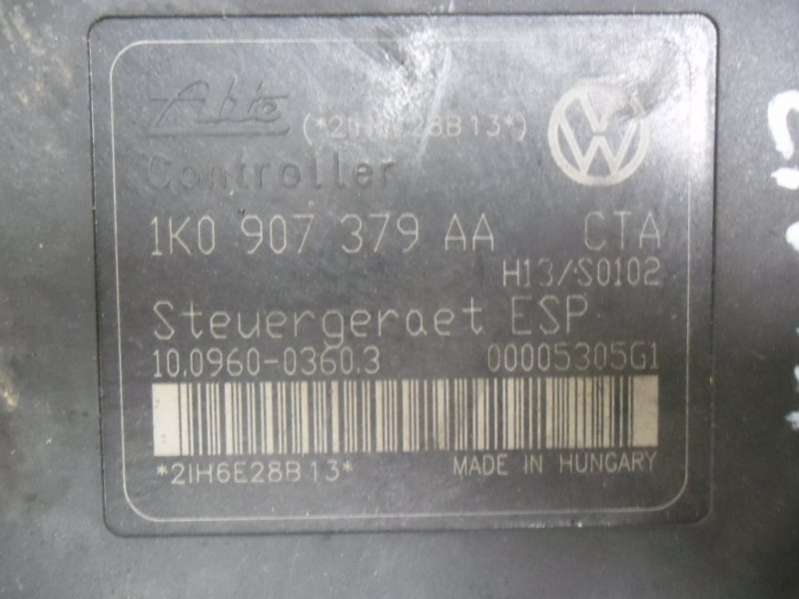 Ate (*2IH6E28B13*)
Controller
1K0 907 379 AA CTA
H13/S0102
Steuergeraet ESP
10.0960-0360.3 00005305G1
*2IH6E28B13* MADE IN HUNGARY